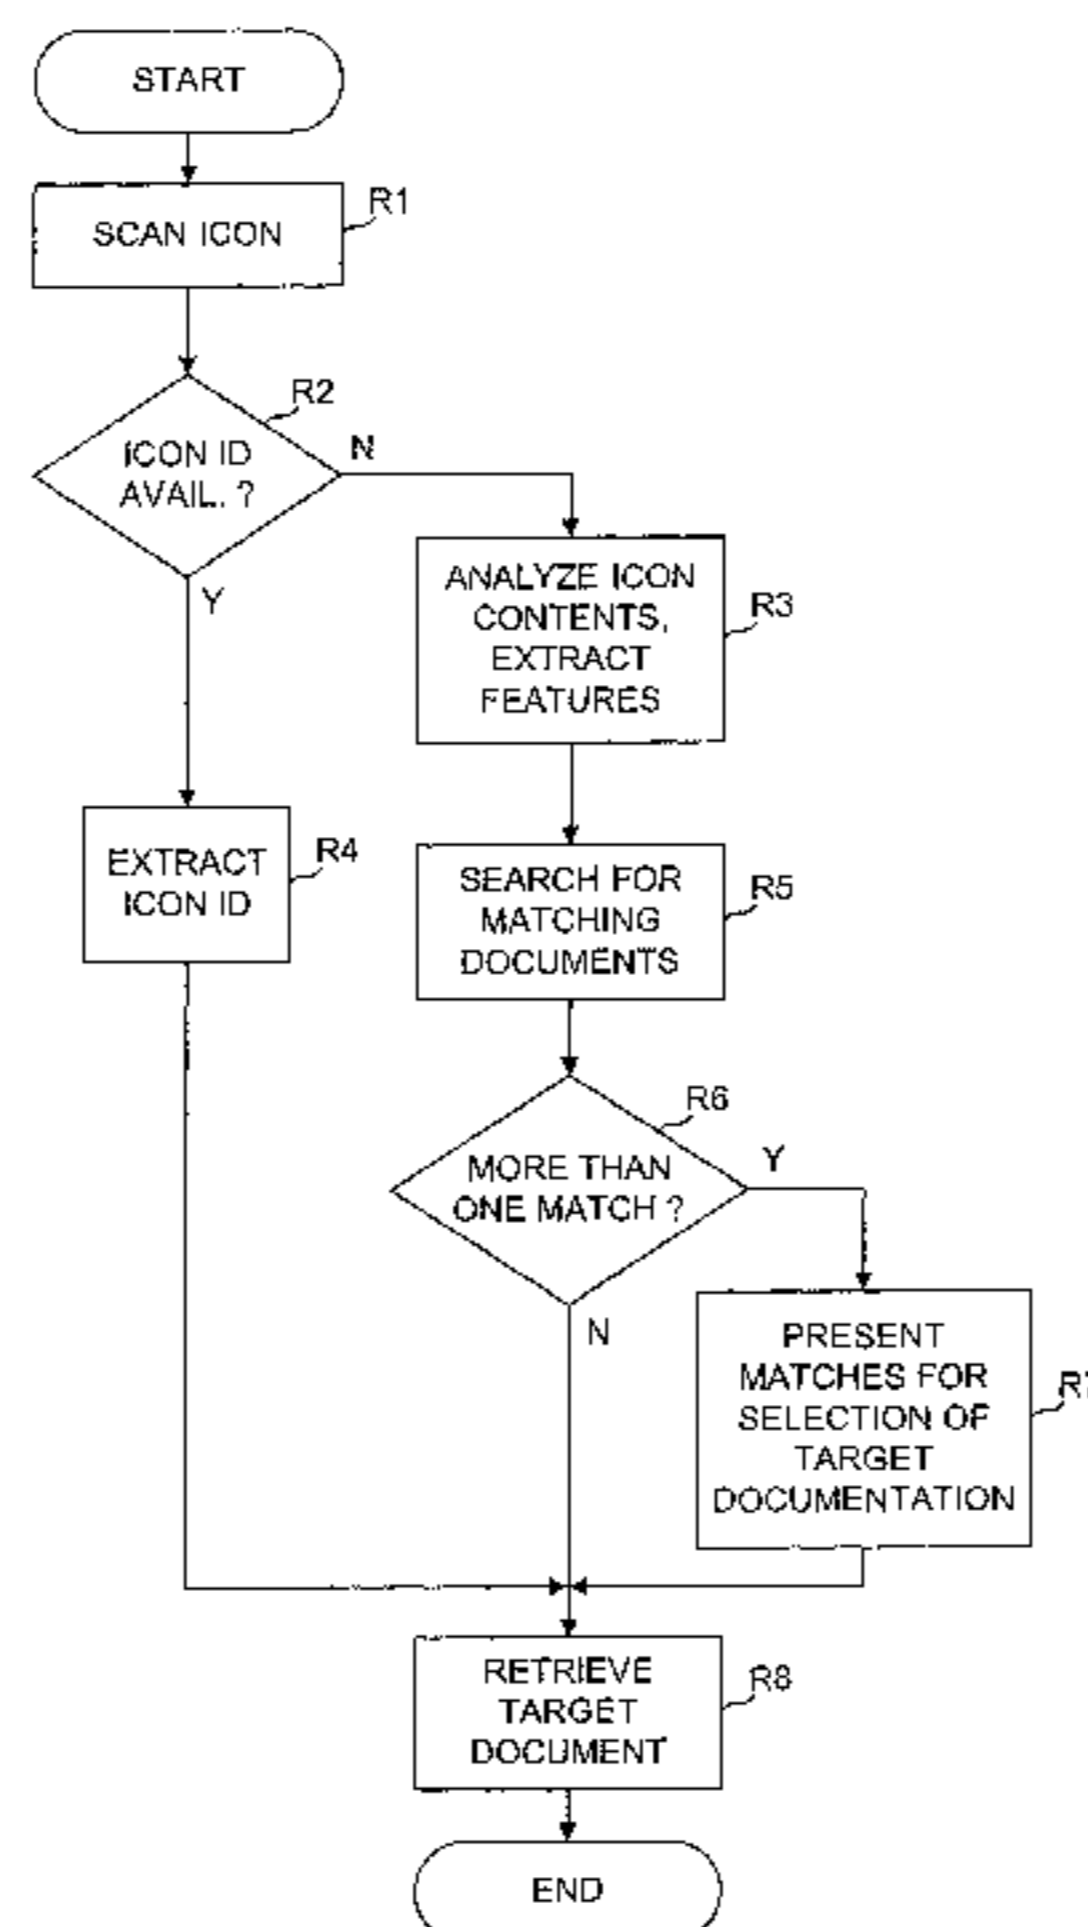 START
SCAN ICON
R1
R2
ICON ID
AVAIL. ?
N
Y
ANALYZE ICON
CONTENTS,
EXTRACT
FEATURES
R3
EXTRACT
ICON ID
R4
SEARCH FOR
MATCHING
DOCUMENTS
R5
R6
MORE THAN
ONE MATCH ?
Y
N
PRESENT
MATCHES FOR
SELECTION OF
TARGET
DOCUMENTATION
R7
RETRIEVE
TARGET
DOCUMENT
R8
END